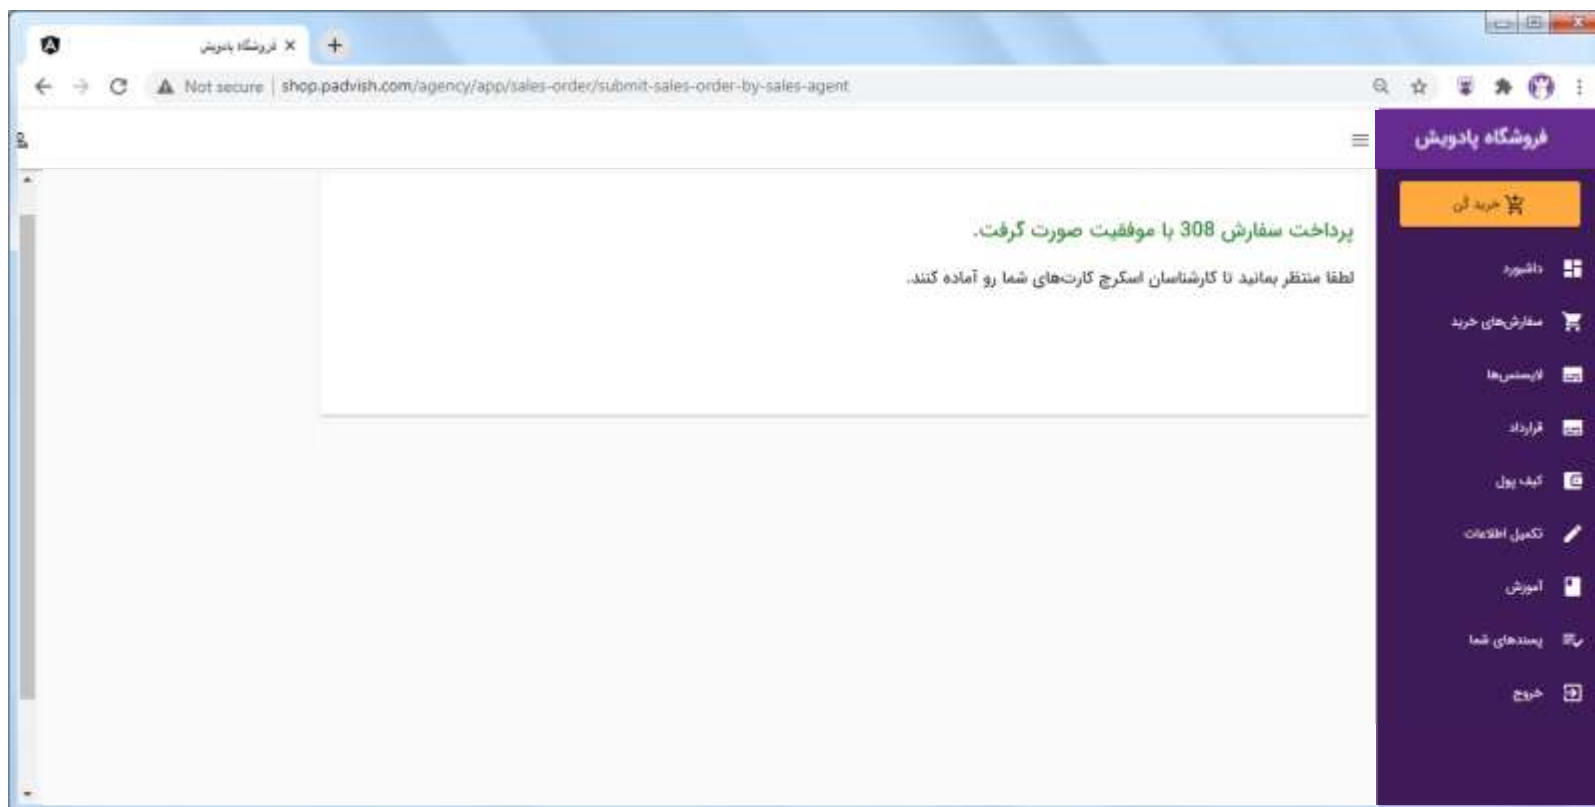 فروشگاه پادویش
Not secure | shop.padvish.com/agency/app/sales-order/submit-sales-order-by-sales-agent
فروشگاه پادویش
خرید کن
داشبورد
سفارش‌های خرید
لایسنس‌ها
قرارداد
کیف پول
تکمیل اطلاعات
آموزش
پسندهای شما
خروج
پرداخت سفارش 308 با موفقیت صورت گرفت.
لطفا منتظر بمانید تا کارشناسان اسکرچ کارت‌های شما رو آماده کنند.